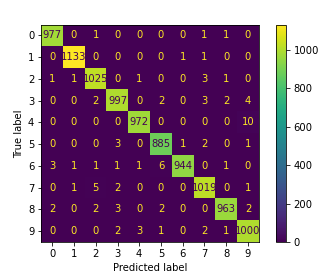 0 977 0 1 0 0 0 0 1 1 0
1 0 1133 0 0 0 0 1 1 0 0
2 1 1 1025 0 1 0 0 3 1 0
3 0 0 2 997 0 2 0 3 2 4
4 0 0 0 0 972 0 0 0 0 10
5 0 0 0 3 0 885 1 2 0 1
6 3 1 1 1 1 6 944 0 1 0
7 0 1 5 2 0 0 0 1019 0 1
8 2 0 2 3 0 2 0 0 963 2
9 0 0 0 2 3 1 0 2 1 1000
0 1 2 3 4 5 6 7 8 9
True label
Predicted label
1000
800
600
400
200
0